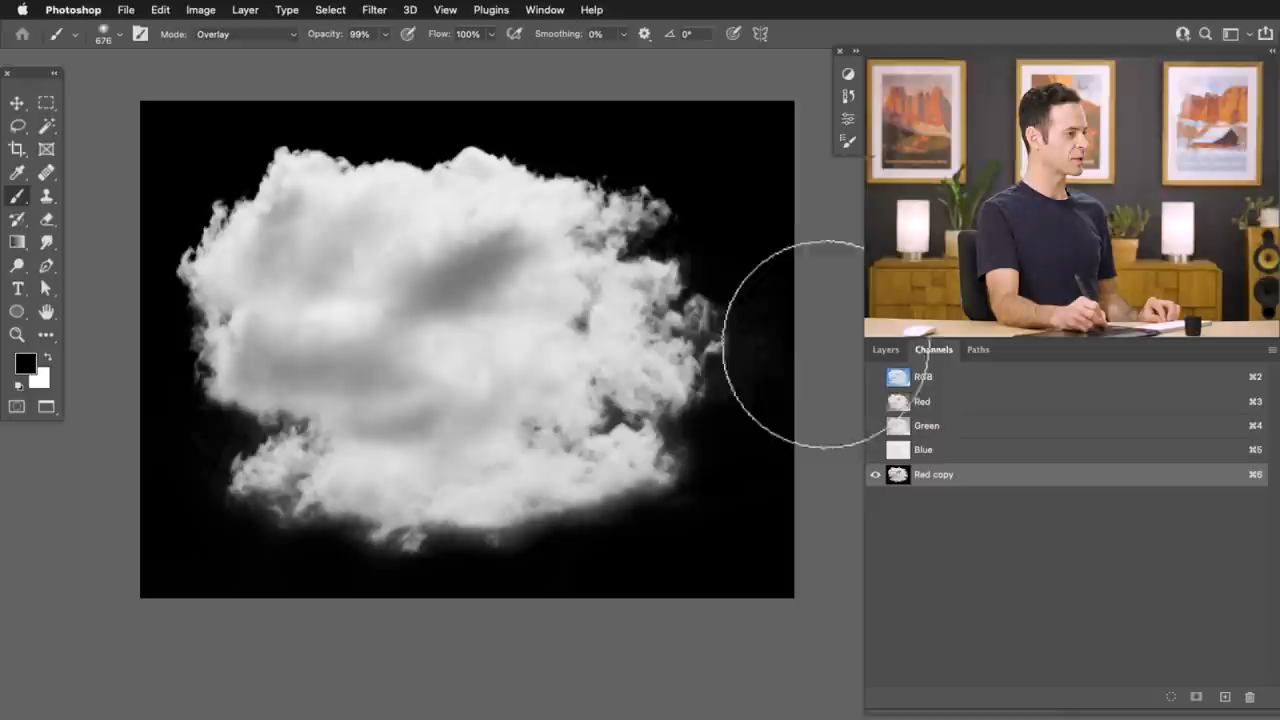 Photoshop File Edit Image Layer Type Select Filter 3D View Plugins Window Help
676 Mode: Overlay Opacity: 99% Flow: 100% Smoothing: 0% 0°
Layers Channels Paths
RGB ⌘2
Red ⌘3
Green ⌘4
Blue ⌘5
Red copy ⌘6